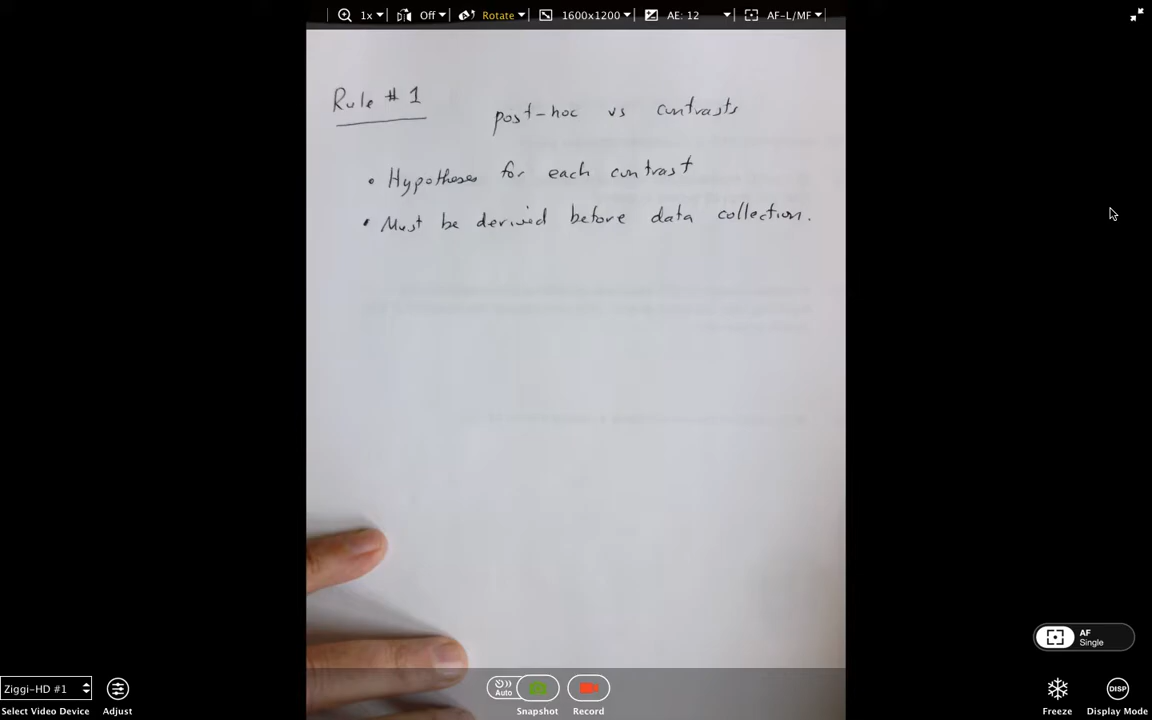 1x Off Rotate 1600x1200 AE: 12 AF-L/MF
Rule # 1
post-hoc vs contrasts
• Hypotheses for each contrast
• Must be derived before data collection.
AF
Single
Ziggi-HD #1
Auto
Select Video Device Adjust Snapshot Record Freeze Display Mode
DISP